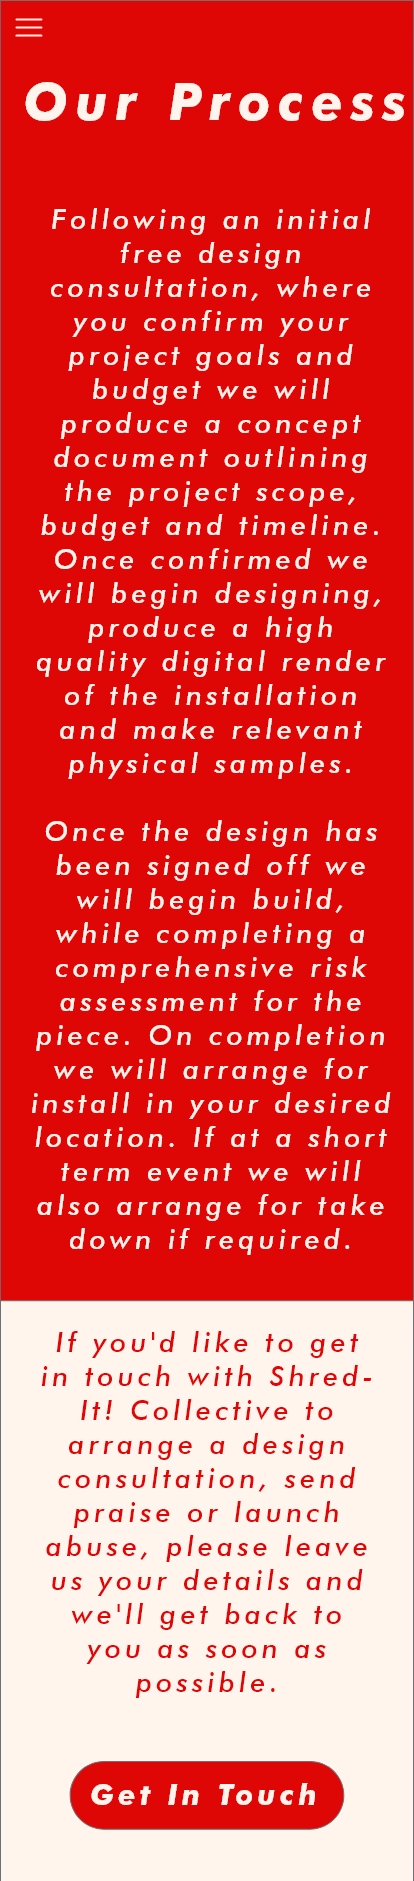 Our Process
Following an initial
free design
consultation, where
you confirm your
project goals and
budget we will
produce a concept
document outlining
the project scope,
budget and timeline.
Once confirmed we
will begin designing,
produce a high
quality digital render
of the installation
and make relevant
physical samples.
Once the design has
been signed off we
will begin build,
while completing a
comprehensive risk
assessment for the
piece. On completion
we will arrange for
install in your desired
location. If at a short
term event we will
also arrange for take
down if required.
If you'd like to get
in touch with Shred-
It! Collective to
arrange a design
consultation, send
praise or launch
abuse, please leave
us your details and
we'll get back to
you as soon as
possible.
Get In Touch